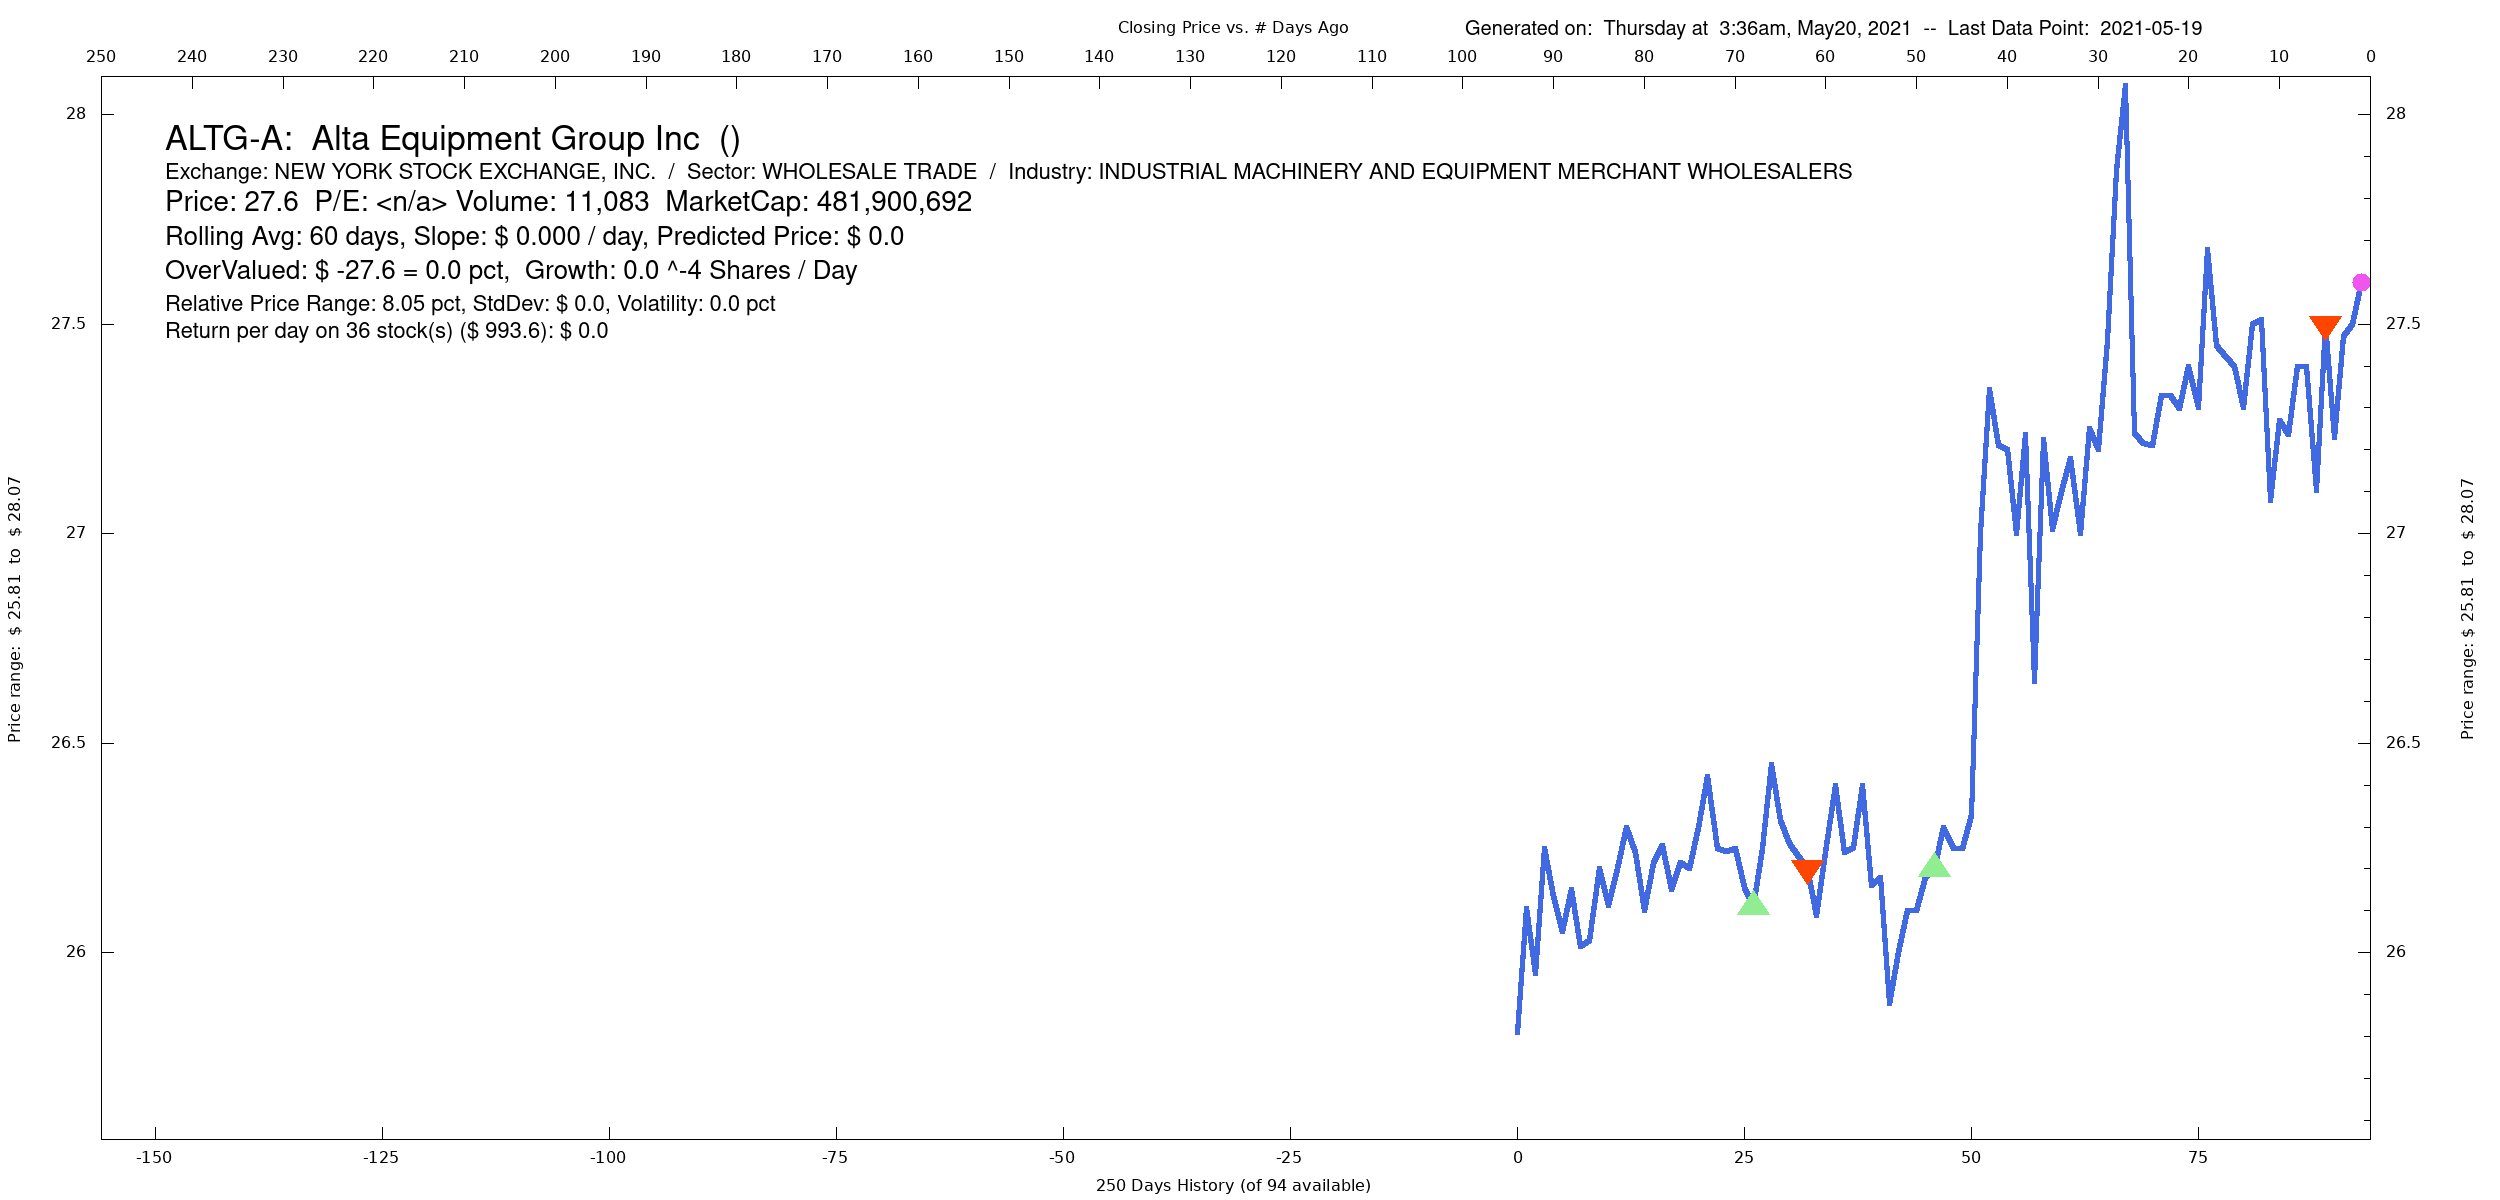 Closing Price vs. # Days Ago
Generated on:  Thursday at  3:36am, May20, 2021  --  Last Data Point:  2021-05-19
250 240 230 220 210 200 190 180 170 160 150 140 130 120 110 100 90 80 70 60 50 40 30 20 10 0
28 28
ALTG-A:  Alta Equipment Group Inc  ()
Exchange: NEW YORK STOCK EXCHANGE, INC.  /  Sector: WHOLESALE TRADE  /  Industry: INDUSTRIAL MACHINERY AND EQUIPMENT MERCHANT WHOLESALERS
Price: 27.6  P/E: <n/a> Volume: 11,083  MarketCap: 481,900,692
Rolling Avg: 60 days, Slope: $ 0.000 / day, Predicted Price: $ 0.0
OverValued: $ -27.6 = 0.0 pct,  Growth: 0.0 ^-4 Shares / Day
Relative Price Range: 8.05 pct, StdDev: $ 0.0, Volatility: 0.0 pct
27.5 27.5
Return per day on 36 stock(s) ($ 993.6): $ 0.0
27 27
Price range:  $ 25.81  to  $ 28.07
Price range: $ 25.81  to  $ 28.07
26.5 26.5
26 26
-150 -125 -100 -75 -50 -25 0 25 50 75
250 Days History (of 94 available)